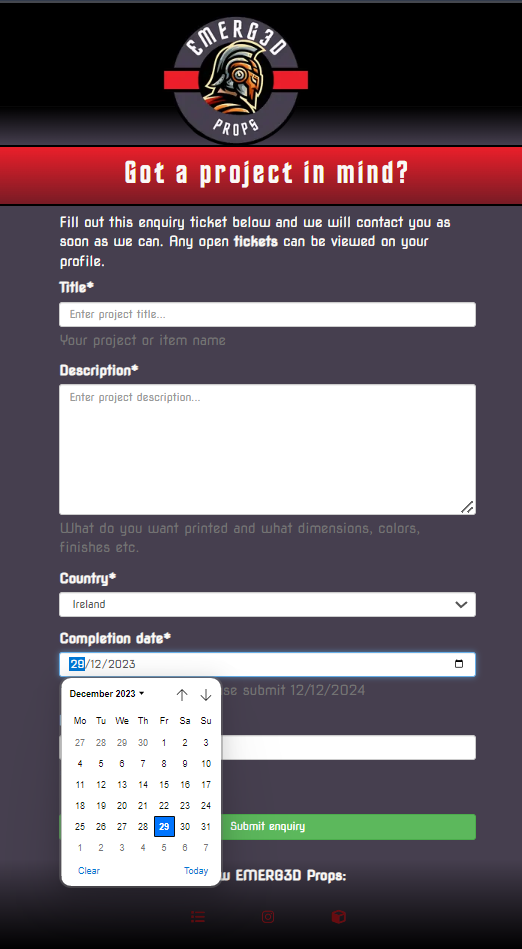 EMERG3D
PROPS
Got a project in mind?
Fill out this enquiry ticket below and we will contact you as
soon as we can. Any open tickets can be viewed on your
profile.
Title*
Enter project title...
Your project or item name
Description*
Enter project description...
What do you want printed and what dimensions, colors,
finishes etc.
Country*
Ireland
Completion date*
29/12/2023
submit 12/12/2024
December 2023
Mo Tu We Th Fr Sa Su
27 28 29 30 1 2 3
4 5 6 7 8 9 10
11 12 13 14 15 16 17
18 19 20 21 22 23 24
25 26 27 28 29 30 31
1 2 3 4 5 6 7
Clear Today
Submit enquiry
EMERG3D Props: